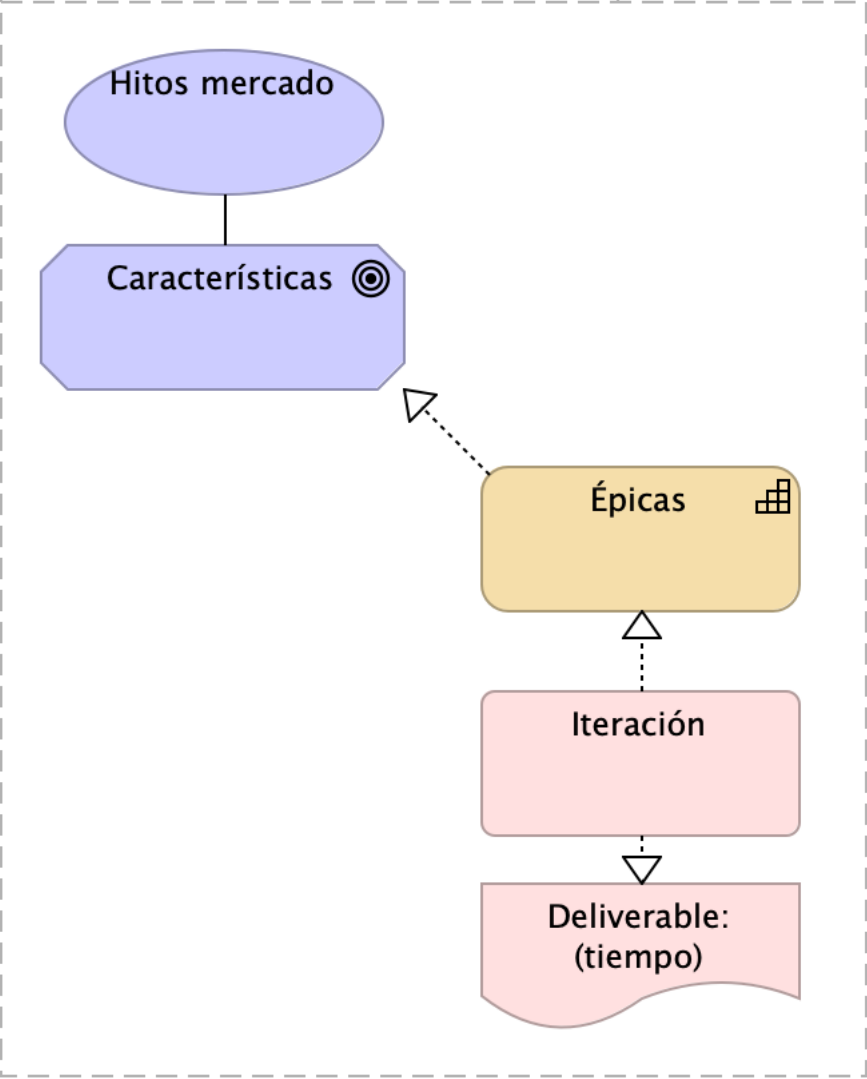 Hitos mercado
Características
Épicas
Iteración
Deliverable:
(tiempo)